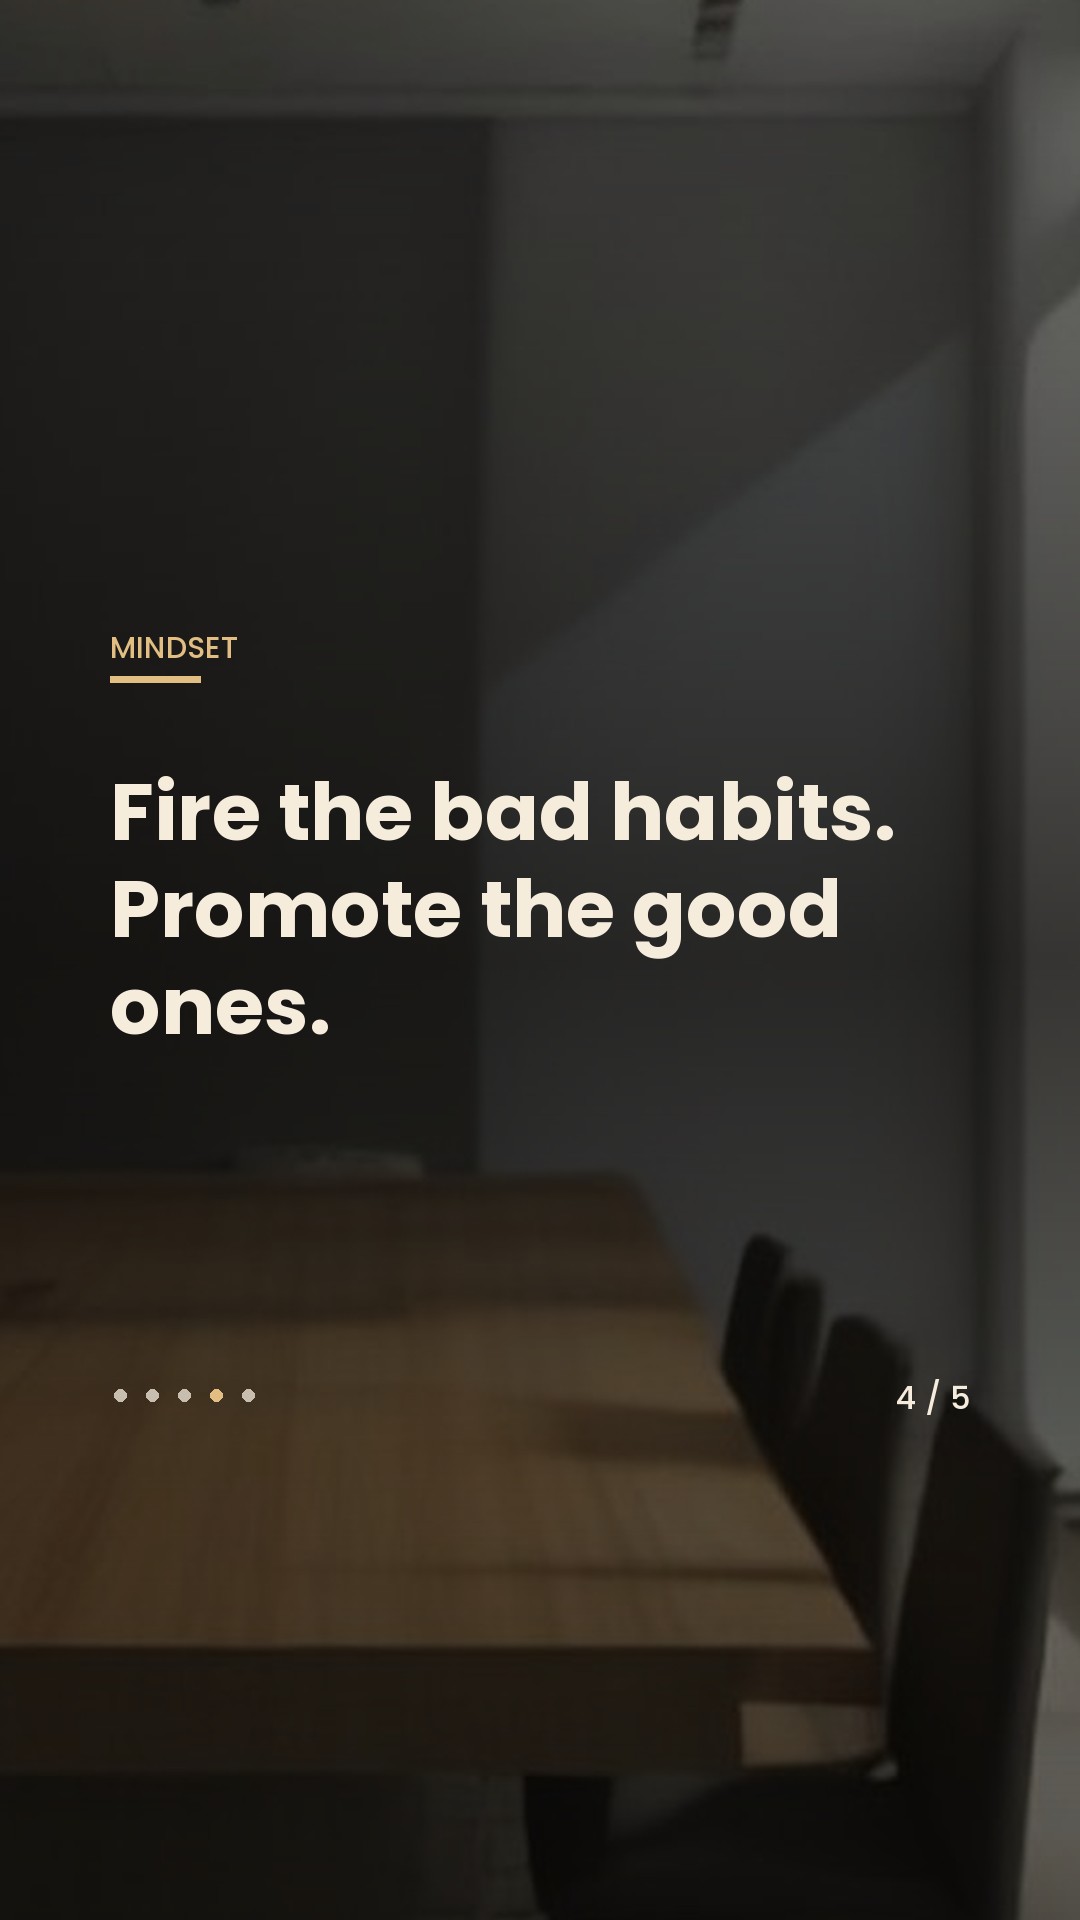 MINDSET
Fire the bad habits.
Promote the good
ones.
4 / 5